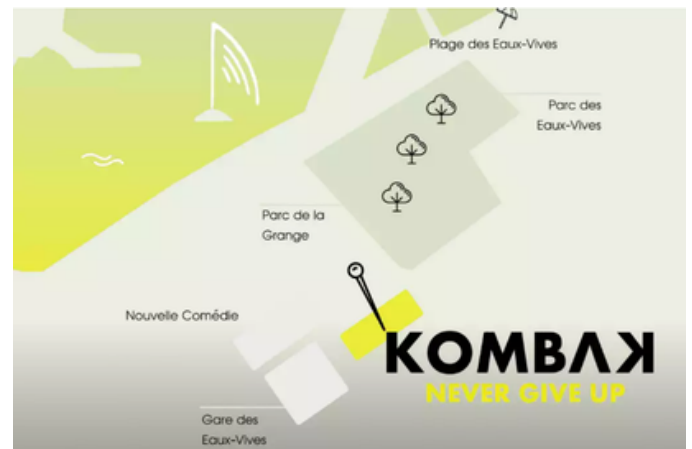 Plage des Eaux-Vives
Parc des
Eaux-Vives
Parc de la
Grange
Nouvelle Comédie
KOMBAK
NEVER GIVE UP
Gare des
Eaux-Vives